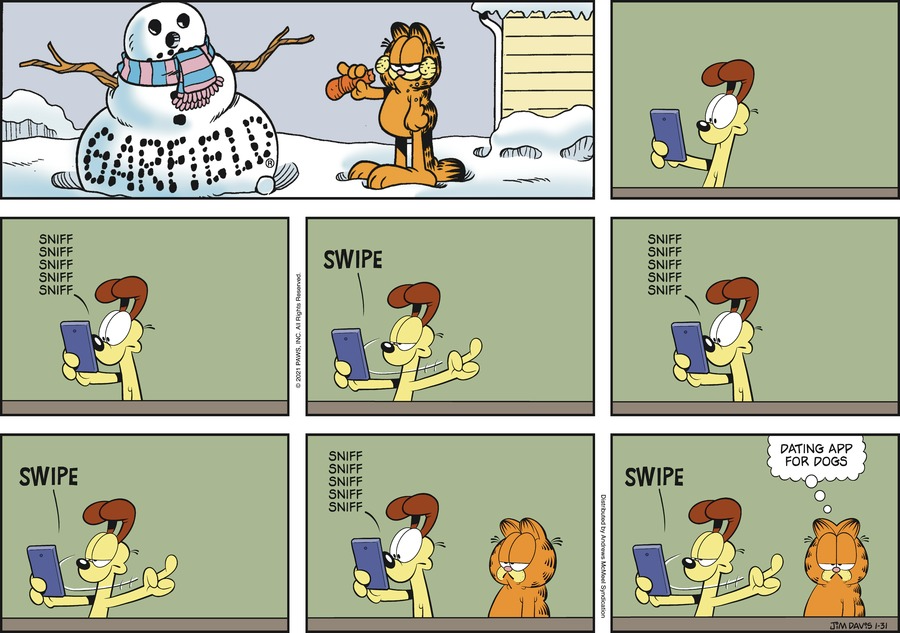 GARFIELD
®
SNIFF
SNIFF
SNIFF
SNIFF
SNIFF
© 2021 PAWS, INC. All Rights Reserved.
SWIPE
SNIFF
SNIFF
SNIFF
SNIFF
SNIFF
SWIPE
SNIFF
SNIFF
SNIFF
SNIFF
SNIFF
Distributed by Andrews McMeel Syndication
SWIPE
DATING APP
FOR DOGS
JIM DAVIS 1-31